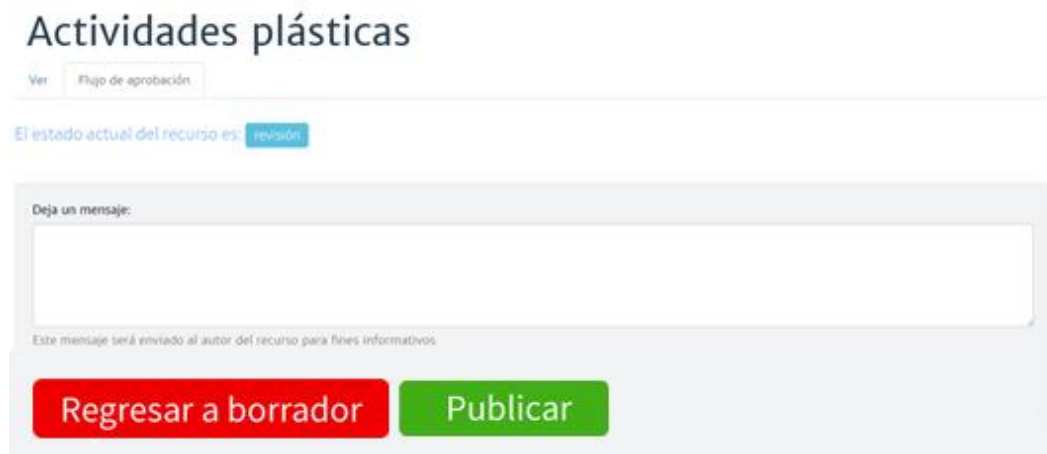 Actividades plásticas
Ver Flujo de aprobación
El estado actual del recurso es: revisión
Deja un mensaje:
Este mensaje será enviado al autor del recurso para fines informativos
Regresar a borrador Publicar